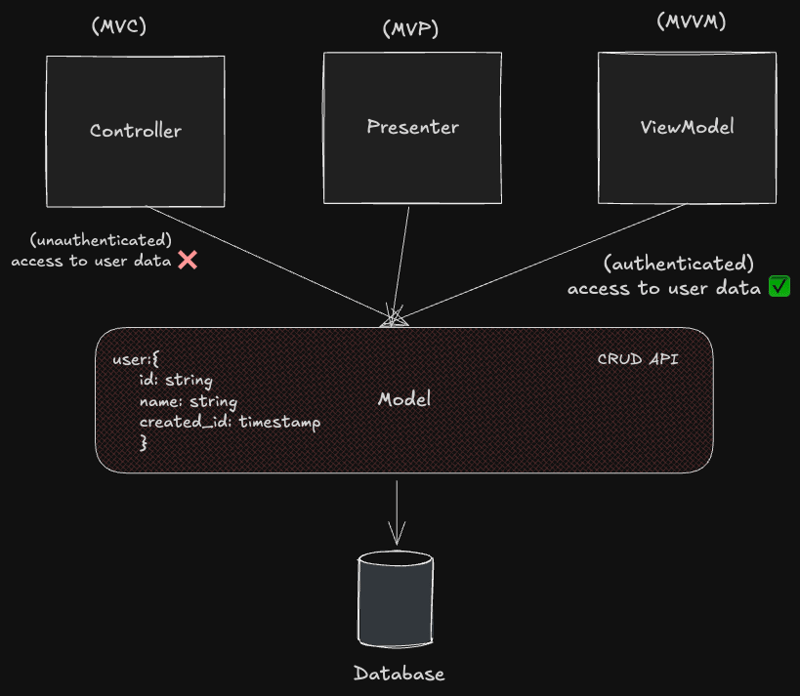 (MVC)
(MVP)
(MVVM)
Controller
Presenter
ViewModel
(unauthenticated)
access to user data ❌
(authenticated)
access to user data ✅
user:{
id: string
name: string
created_id: timestamp
}
Model
CRUD API
Database